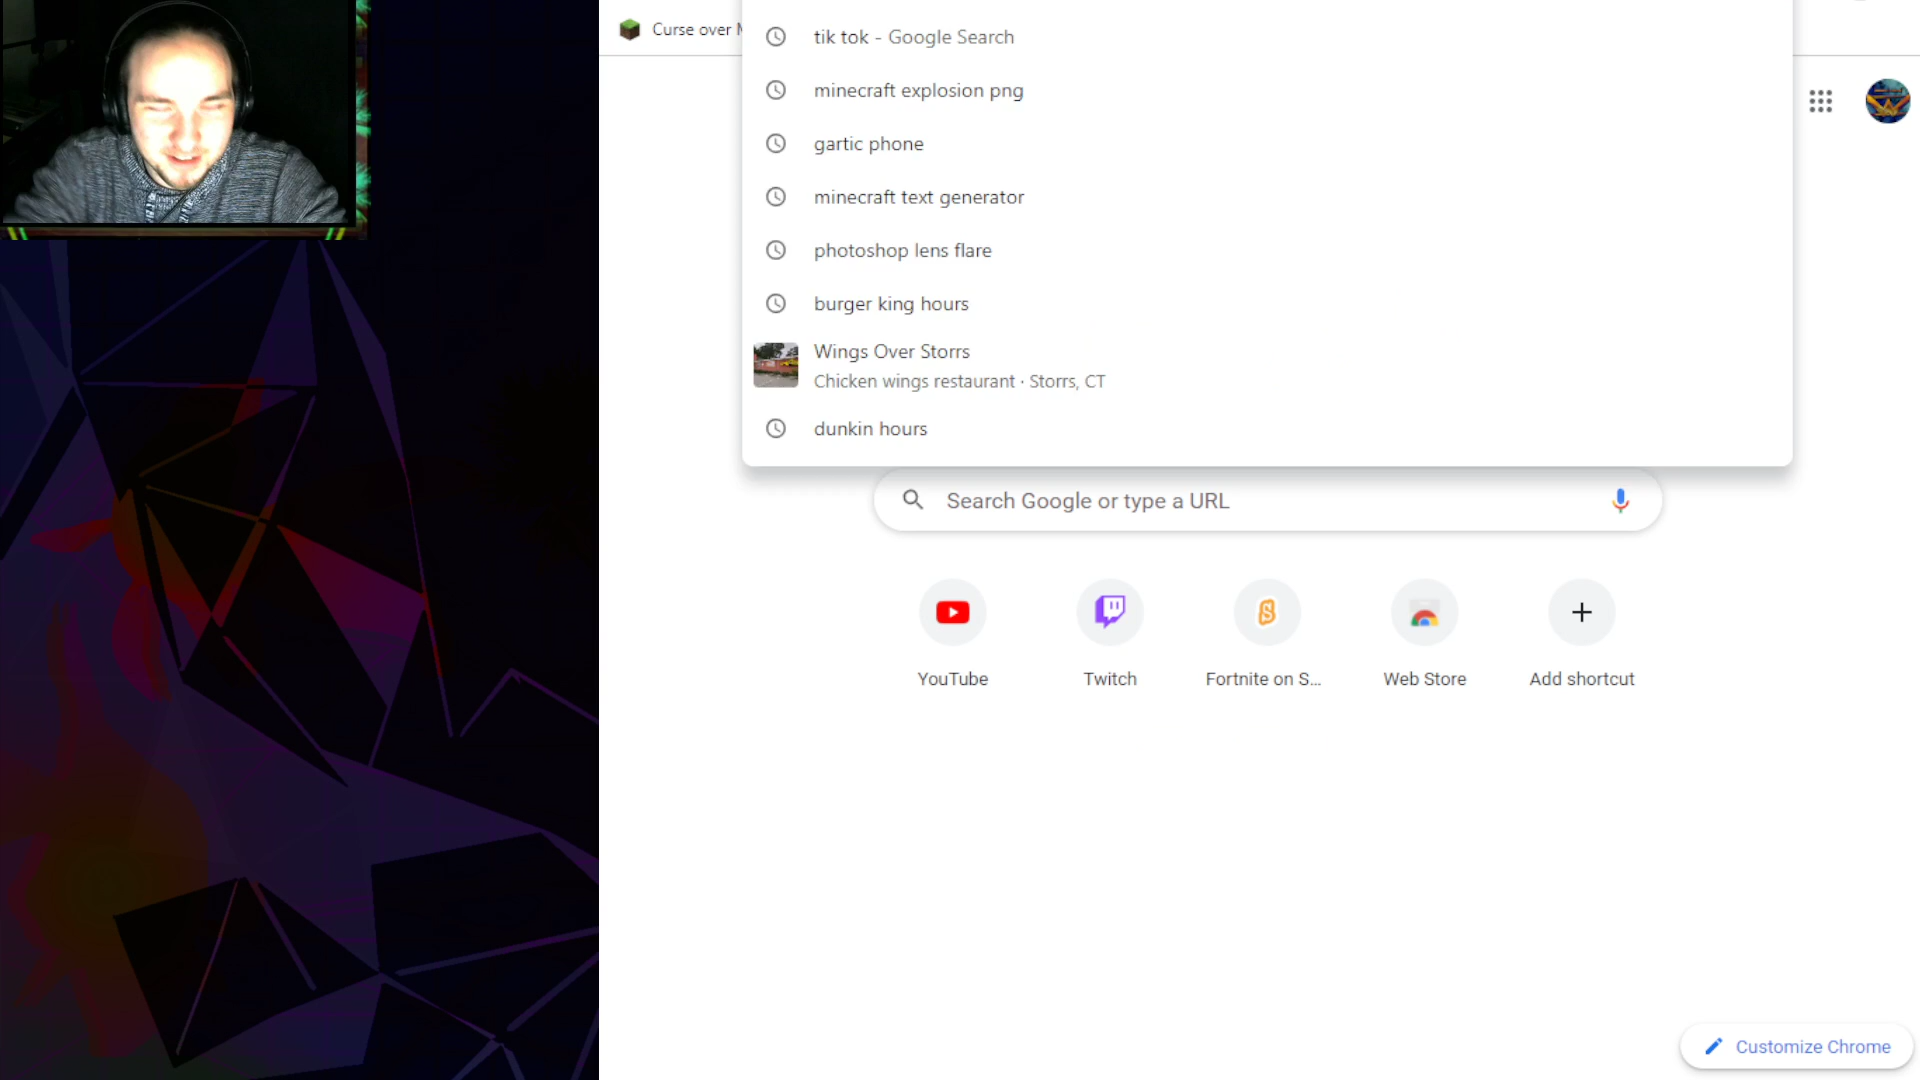 Curse over
tik tok - Google Search
minecraft explosion png
gartic phone
minecraft text generator
photoshop lens flare
burger king hours
Wings Over Storrs
Chicken wings restaurant · Storrs, CT
dunkin hours
Search Google or type a URL
YouTube
Twitch
Fortnite on S...
Web Store
Add shortcut
Customize Chrome